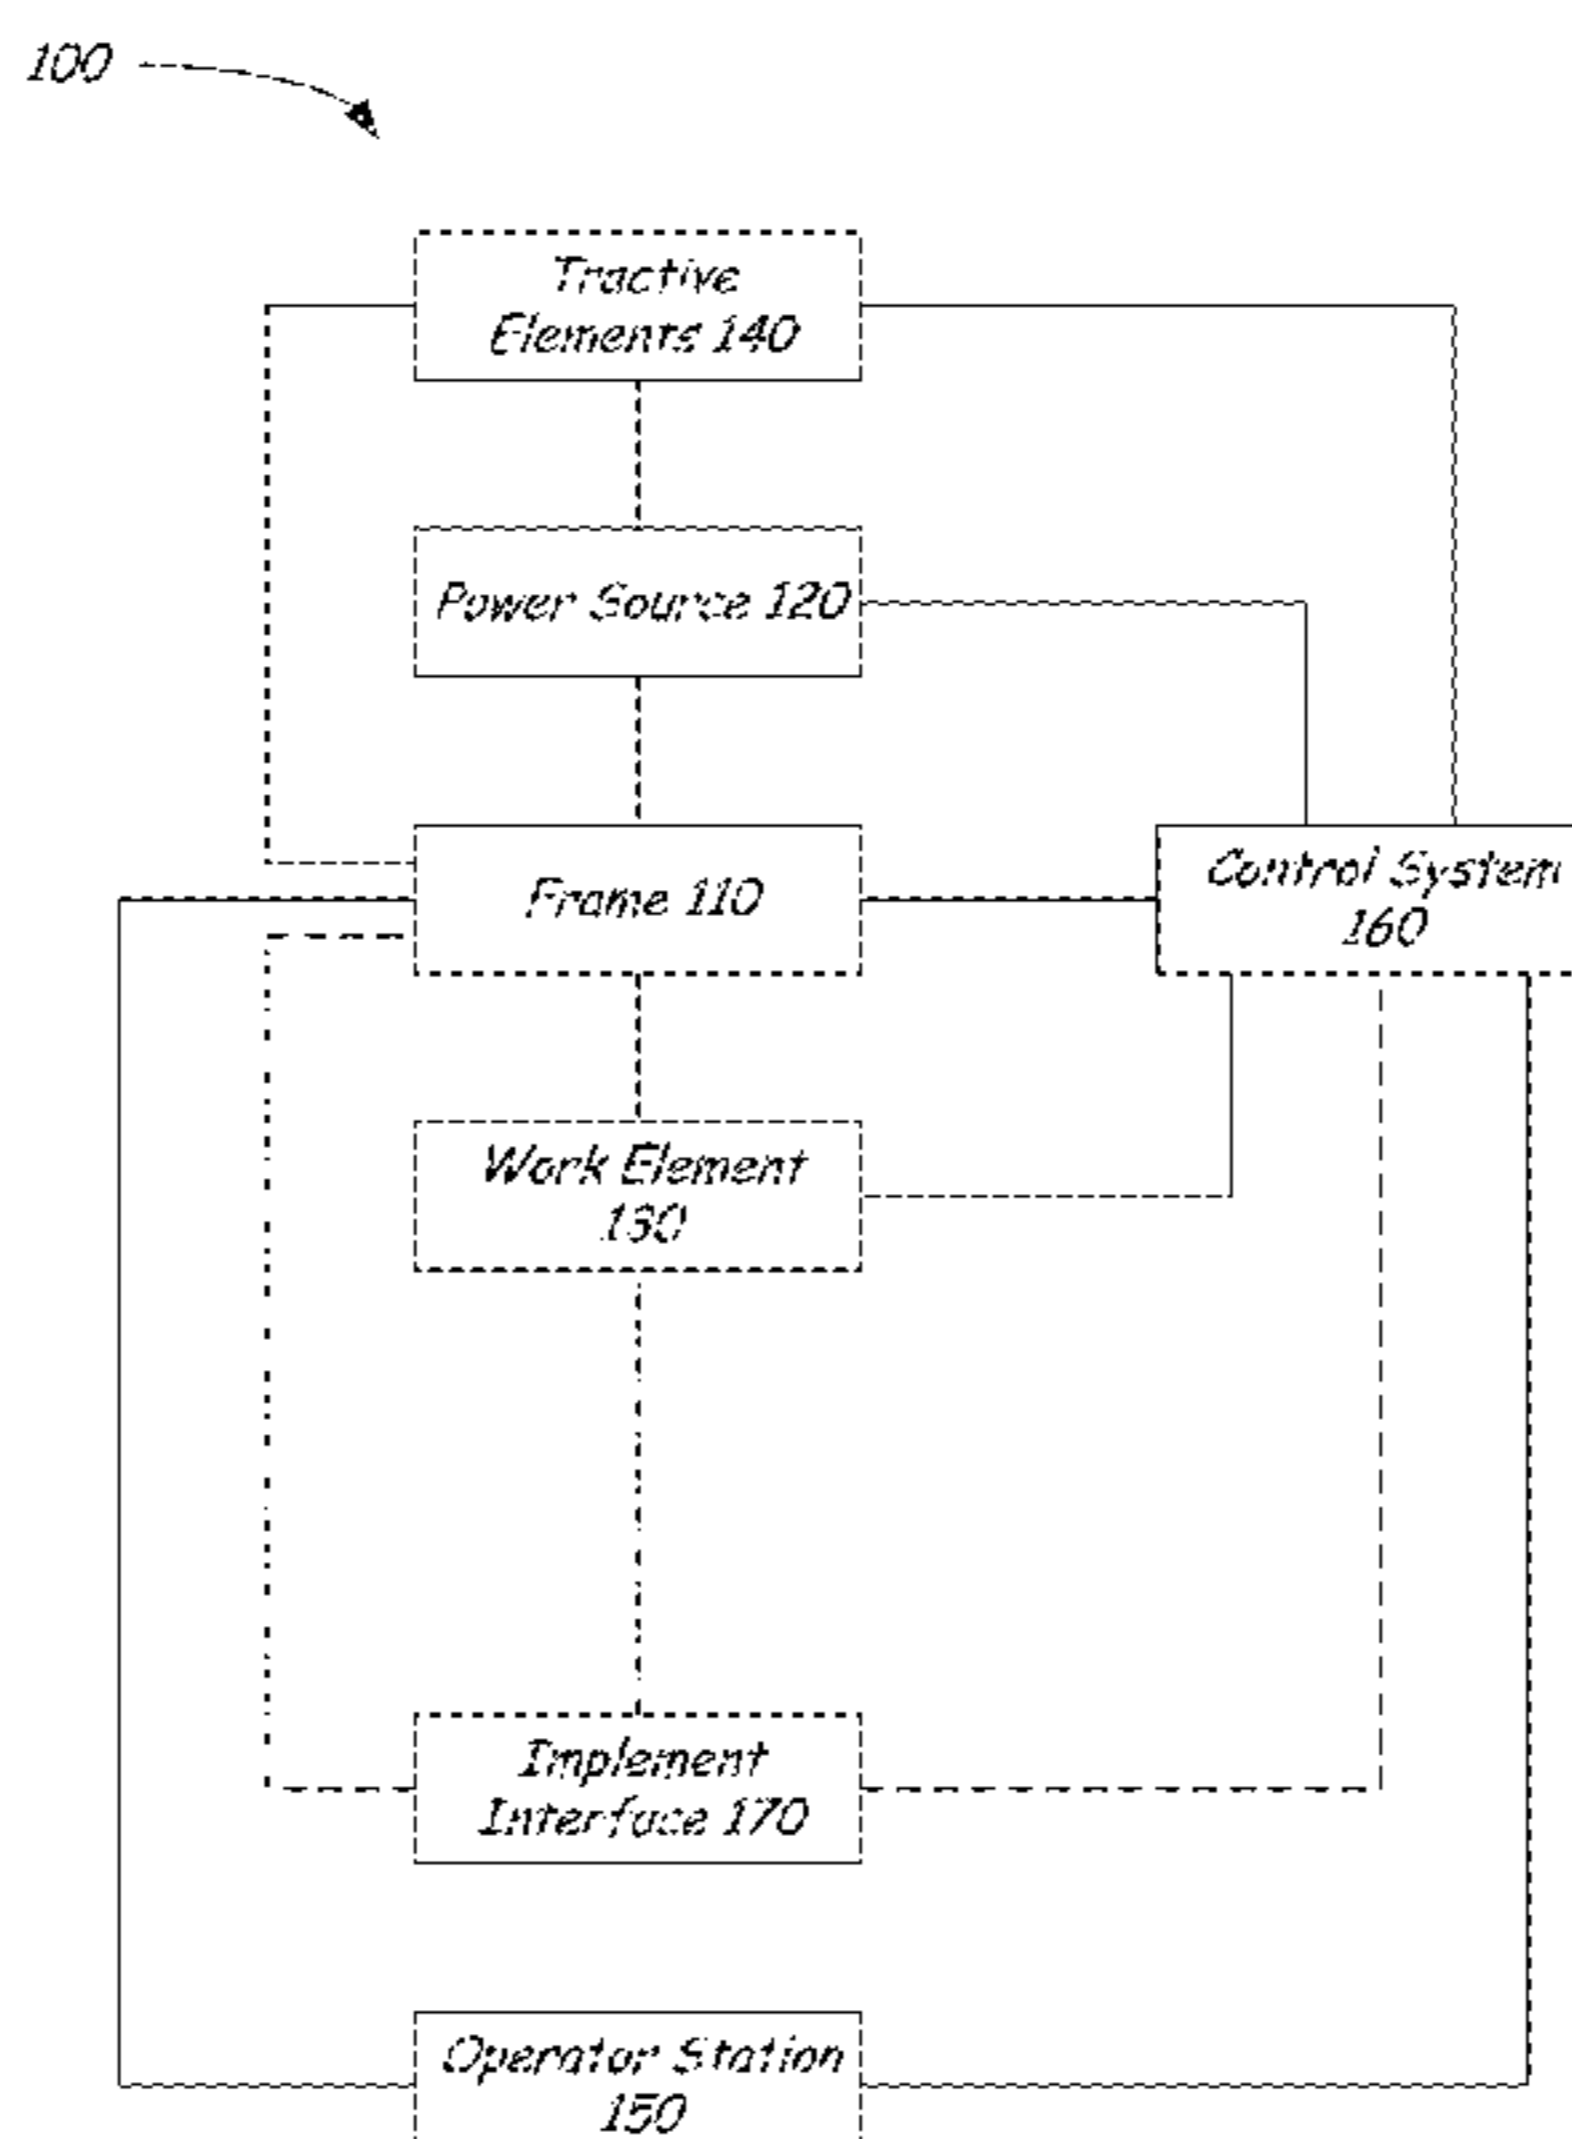 100
Tractive
Elements 140
Power Source 120
Frame 110
Control System
160
Work Element
130
Implement
Interface 170
Operator Station
150